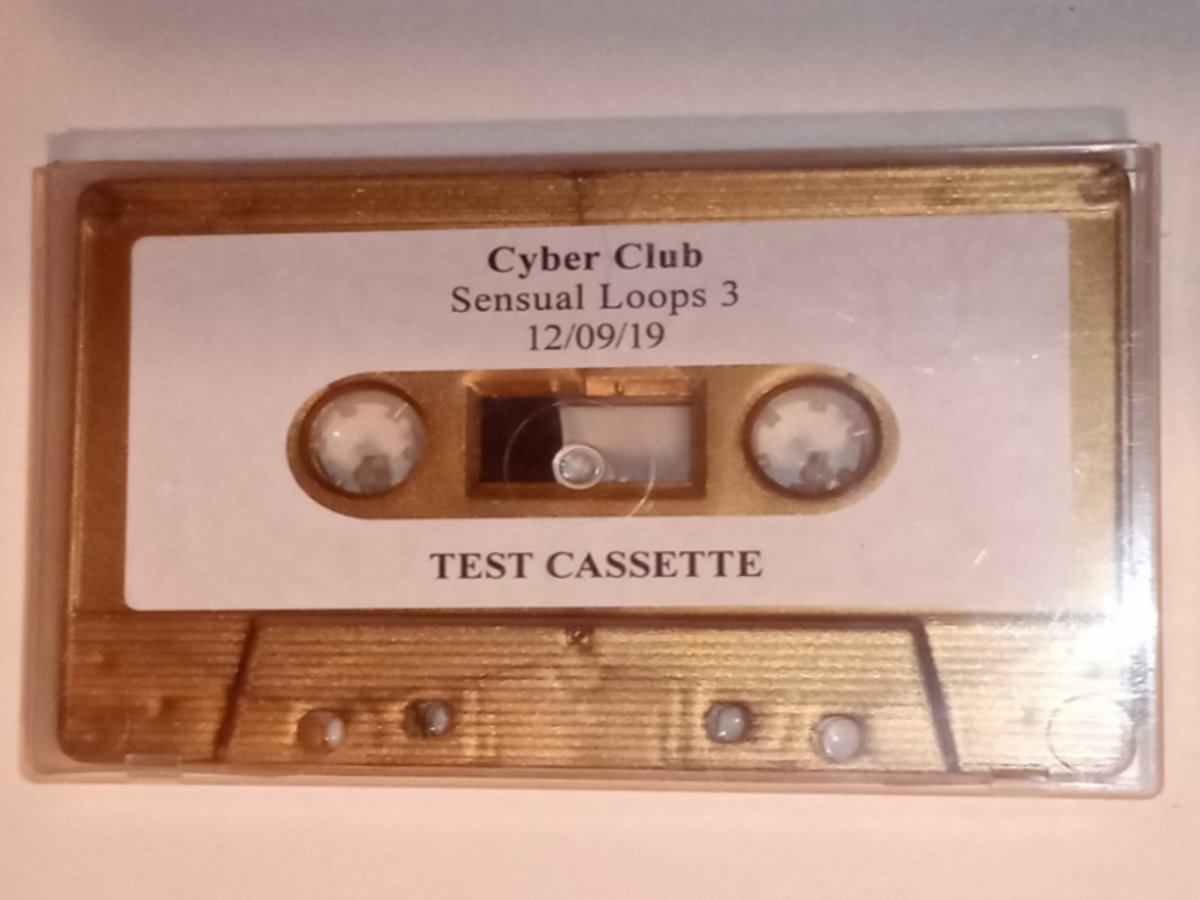 Cyber Club
Sensual Loops 3
12/09/19
TEST CASSETTE